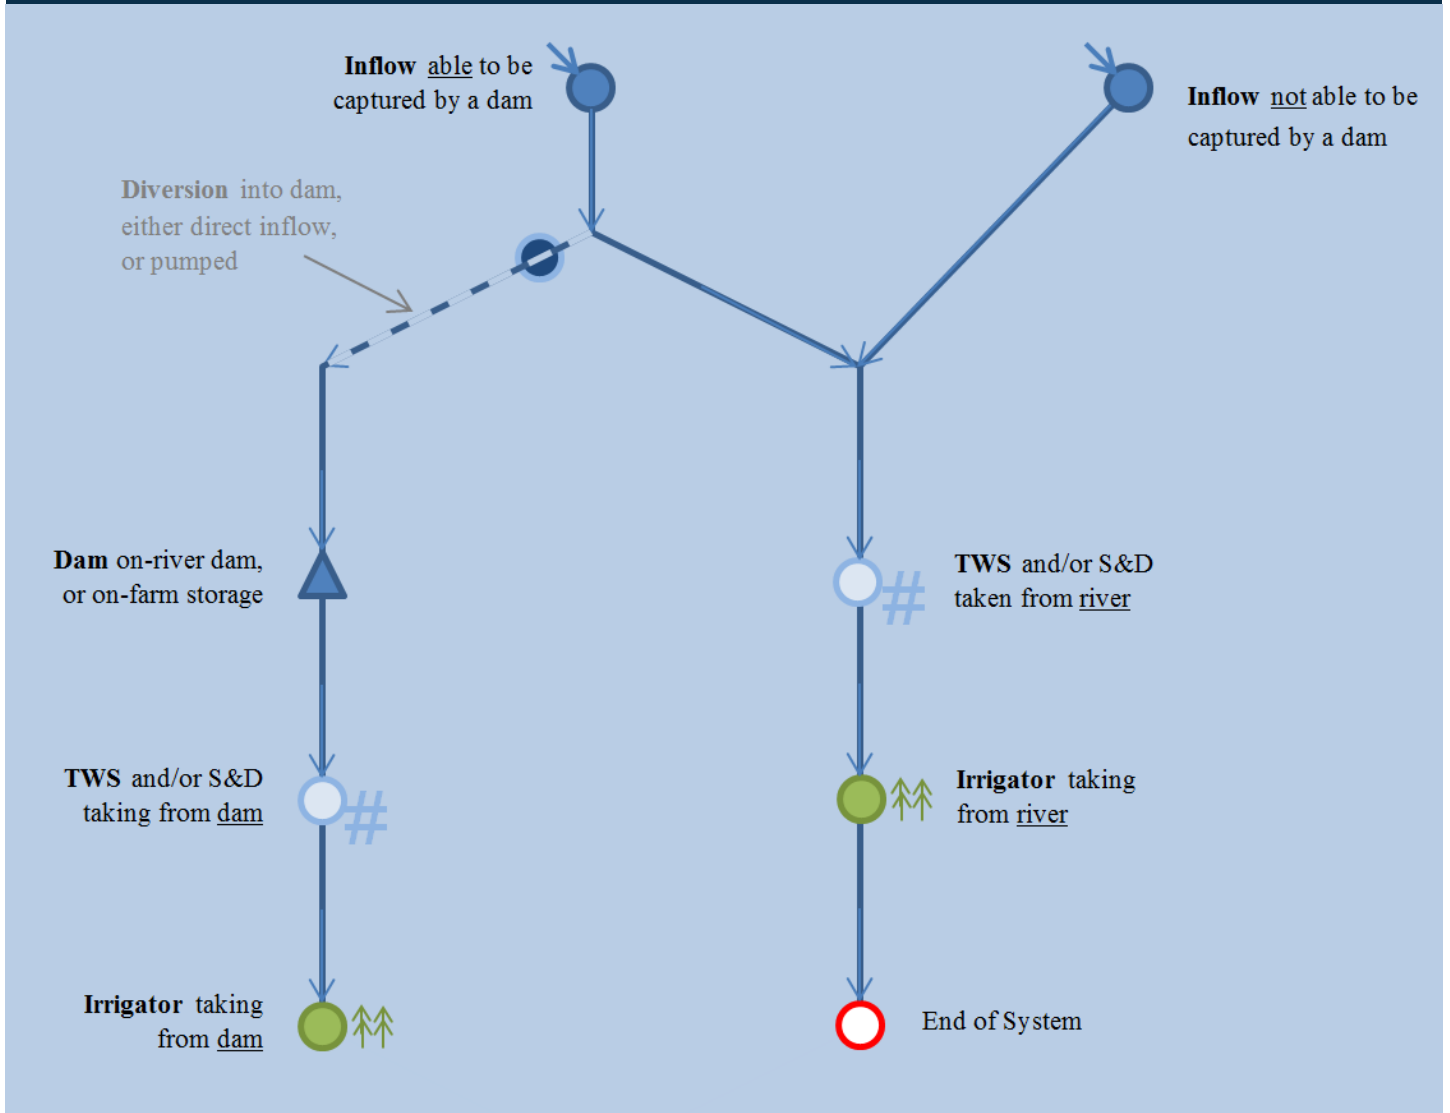 Inflow able to be
captured by a dam
Inflow not able to be
captured by a dam
Diversion into dam,
either direct inflow,
or pumped
Dam on-river dam,
or on-farm storage
TWS and/or S&D
taken from river
#
TWS and/or S&D
taking from dam
#
Irrigator taking
from river
Irrigator taking
from dam
End of System